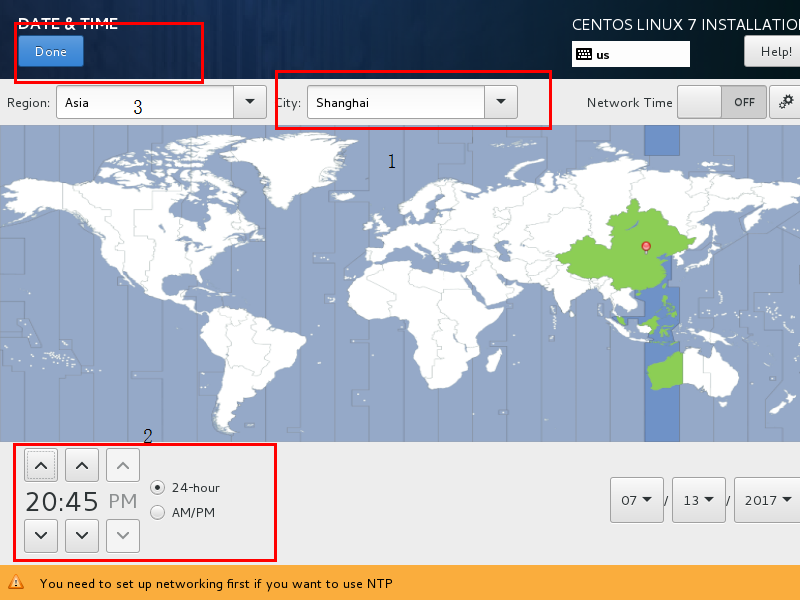 DATE & TIME
CENTOS LINUX 7 INSTALLATIO
Done
us
Help!
Region:
Asia
3
City:
Shanghai
Network Time
OFF
1
2
20:45 PM
24-hour
AM/PM
07 / 13 / 2017
You need to set up networking first if you want to use NTP